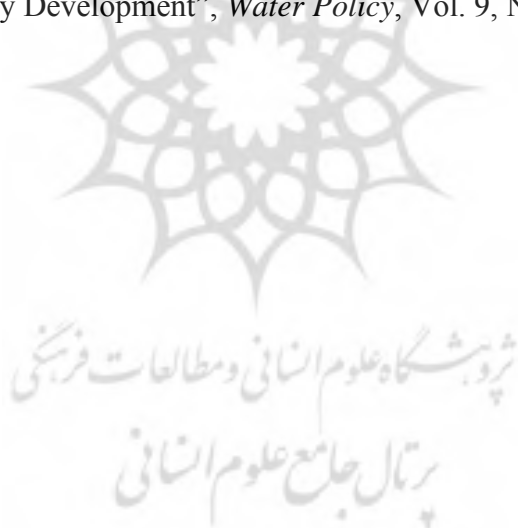 y Development”, Water Policy, Vol. 9, N
پژوهشگاه علوم انسانی و مطالعات فرهنگی
پرتال جامع علوم انسانی